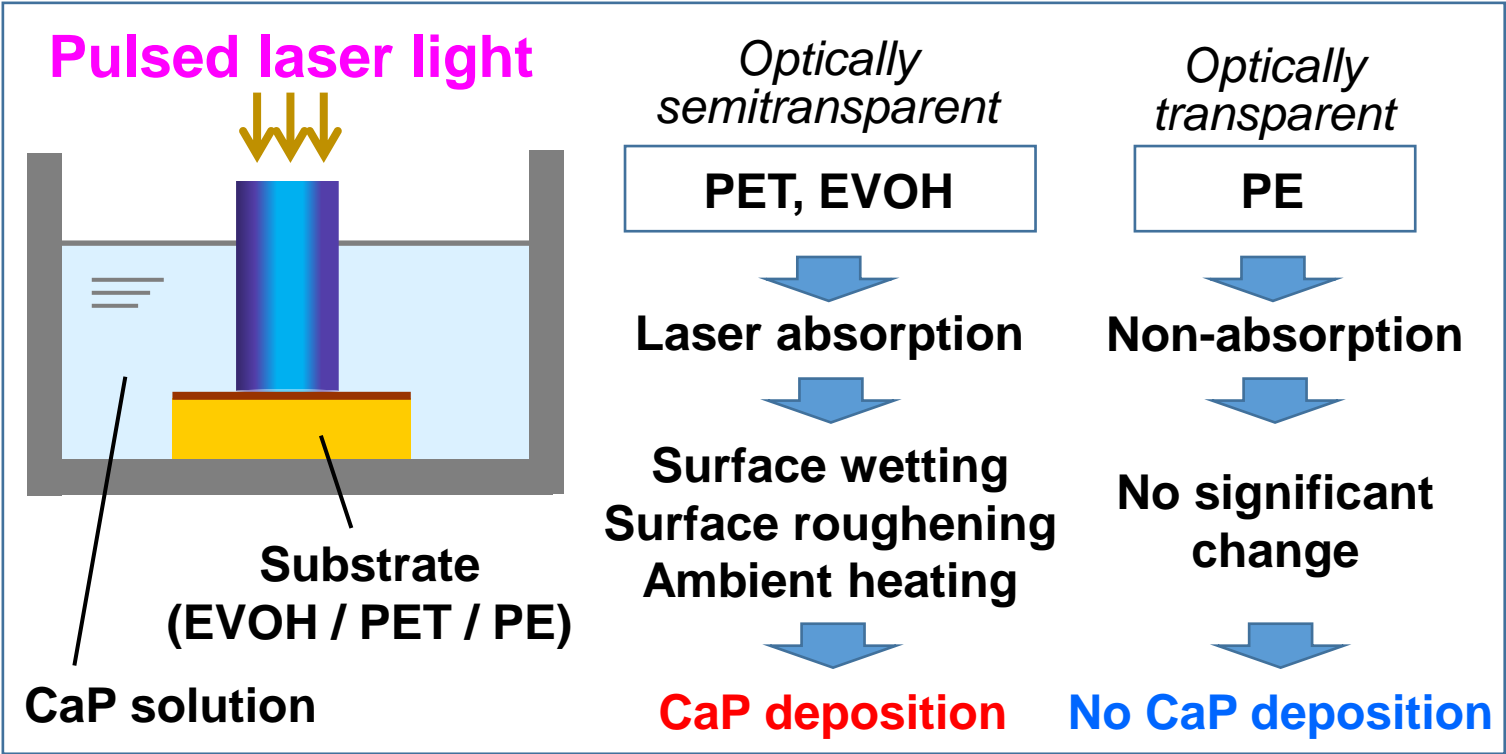 Pulsed laser light
Substrate
(EVOH / PET / PE)
CaP solution
Optically
semitransparent
PET, EVOH
Laser absorption
Surface wetting
Surface roughening
Ambient heating
CaP deposition
Optically
transparent
PE
Non-absorption
No significant
change
No CaP deposition